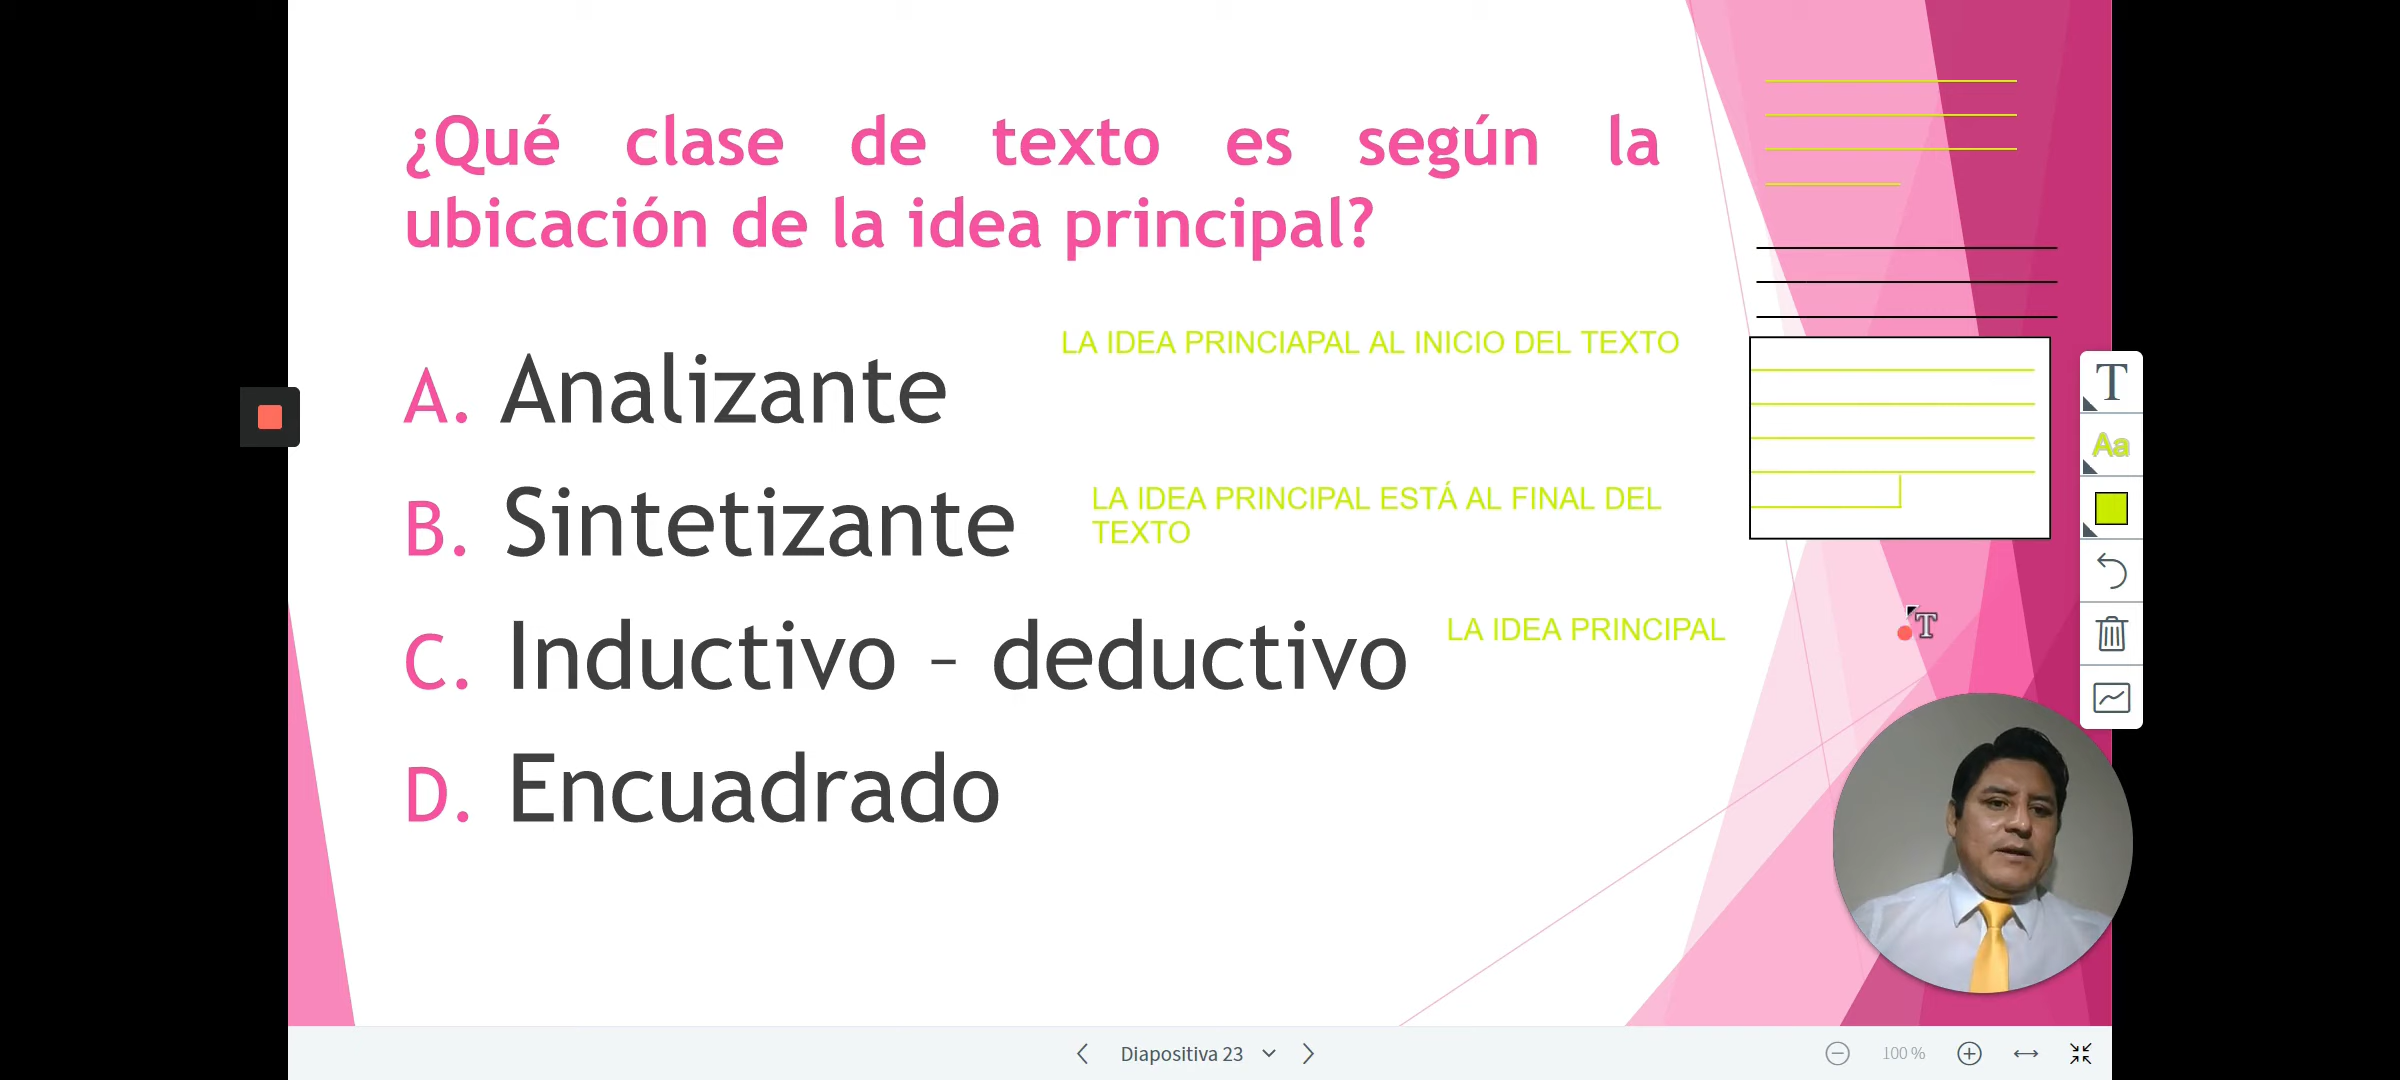 ¿Qué clase de texto es según la
ubicación de la idea principal?
LA IDEA PRINCIAPAL AL INICIO DEL TEXTO
A. Analizante
B. Sintetizante
LA IDEA PRINCIPAL ESTÁ AL FINAL DEL
TEXTO
C. Inductivo – deductivo
LA IDEA PRINCIPAL
D. Encuadrado
T
Aa
T
Diapositiva 23
100 %